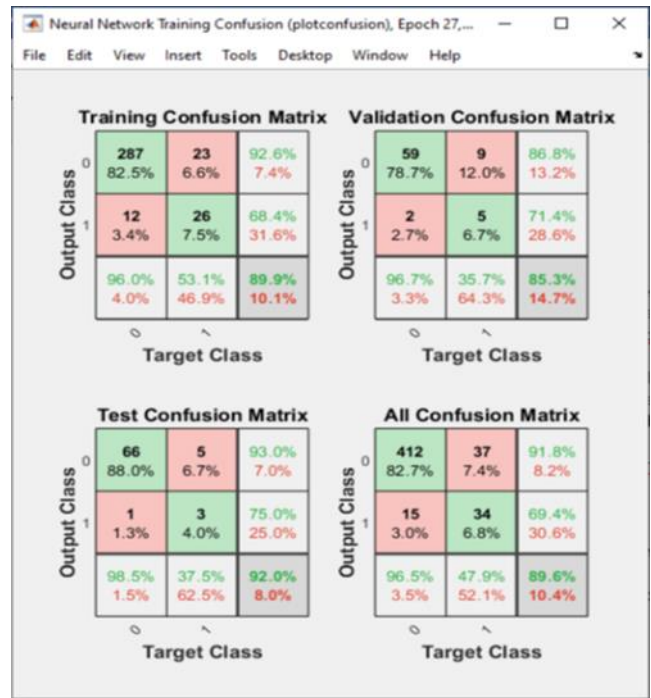 Neural Network Training Confusion (plotconfusion), Epoch 27,...
File Edit View Insert Tools Desktop Window Help
Training Confusion Matrix
0 287 23 92.6%
82.5% 6.6% 7.4%
1 12 26 68.4%
3.4% 7.5% 31.6%
96.0% 53.1% 89.9%
4.0% 46.9% 10.1%
0 1
Output Class
Target Class
Validation Confusion Matrix
0 59 9 86.8%
78.7% 12.0% 13.2%
1 2 5 71.4%
2.7% 6.7% 28.6%
96.7% 35.7% 85.3%
3.3% 64.3% 14.7%
0 1
Output Class
Target Class
Test Confusion Matrix
0 66 5 93.0%
88.0% 6.7% 7.0%
1 1 3 75.0%
1.3% 4.0% 25.0%
98.5% 37.5% 92.0%
1.5% 62.5% 8.0%
0 1
Output Class
Target Class
All Confusion Matrix
0 412 37 91.8%
82.7% 7.4% 8.2%
1 15 34 69.4%
3.0% 6.8% 30.6%
96.5% 47.9% 89.6%
3.5% 52.1% 10.4%
0 1
Output Class
Target Class